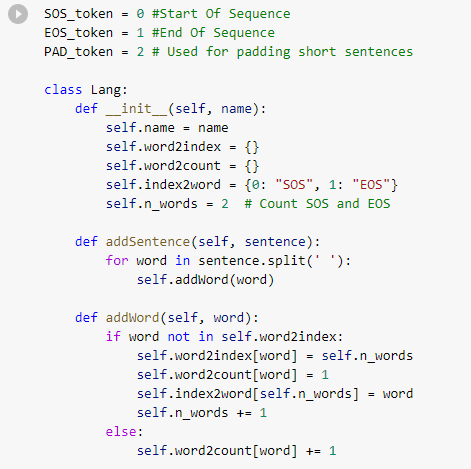 SOS_token = 0 #Start Of Sequence
EOS_token = 1 #End Of Sequence
PAD_token = 2 # Used for padding short sentences

class Lang:
    def __init__(self, name):
        self.name = name
        self.word2index = {}
        self.word2count = {}
        self.index2word = {0: "SOS", 1: "EOS"}
        self.n_words = 2  # Count SOS and EOS

    def addSentence(self, sentence):
        for word in sentence.split(' '):
            self.addWord(word)

    def addWord(self, word):
        if word not in self.word2index:
            self.word2index[word] = self.n_words
            self.word2count[word] = 1
            self.index2word[self.n_words] = word
            self.n_words += 1
        else:
            self.word2count[word] += 1